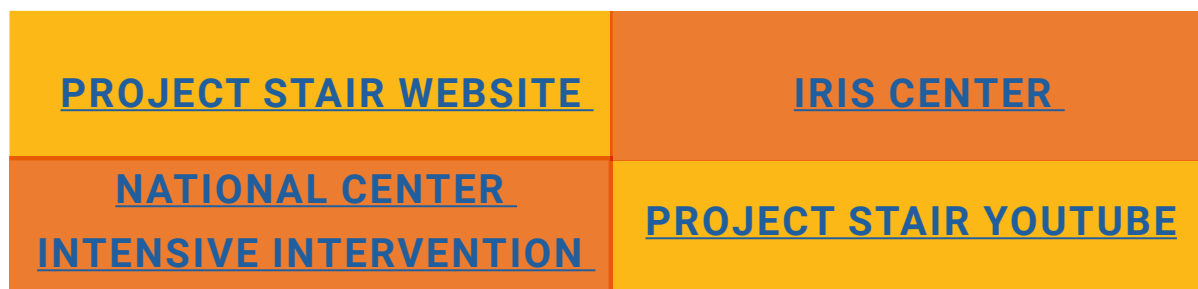 PROJECT STAIR WEBSITE
IRIS CENTER
NATIONAL CENTER
INTENSIVE INTERVENTION
PROJECT STAIR YOUTUBE